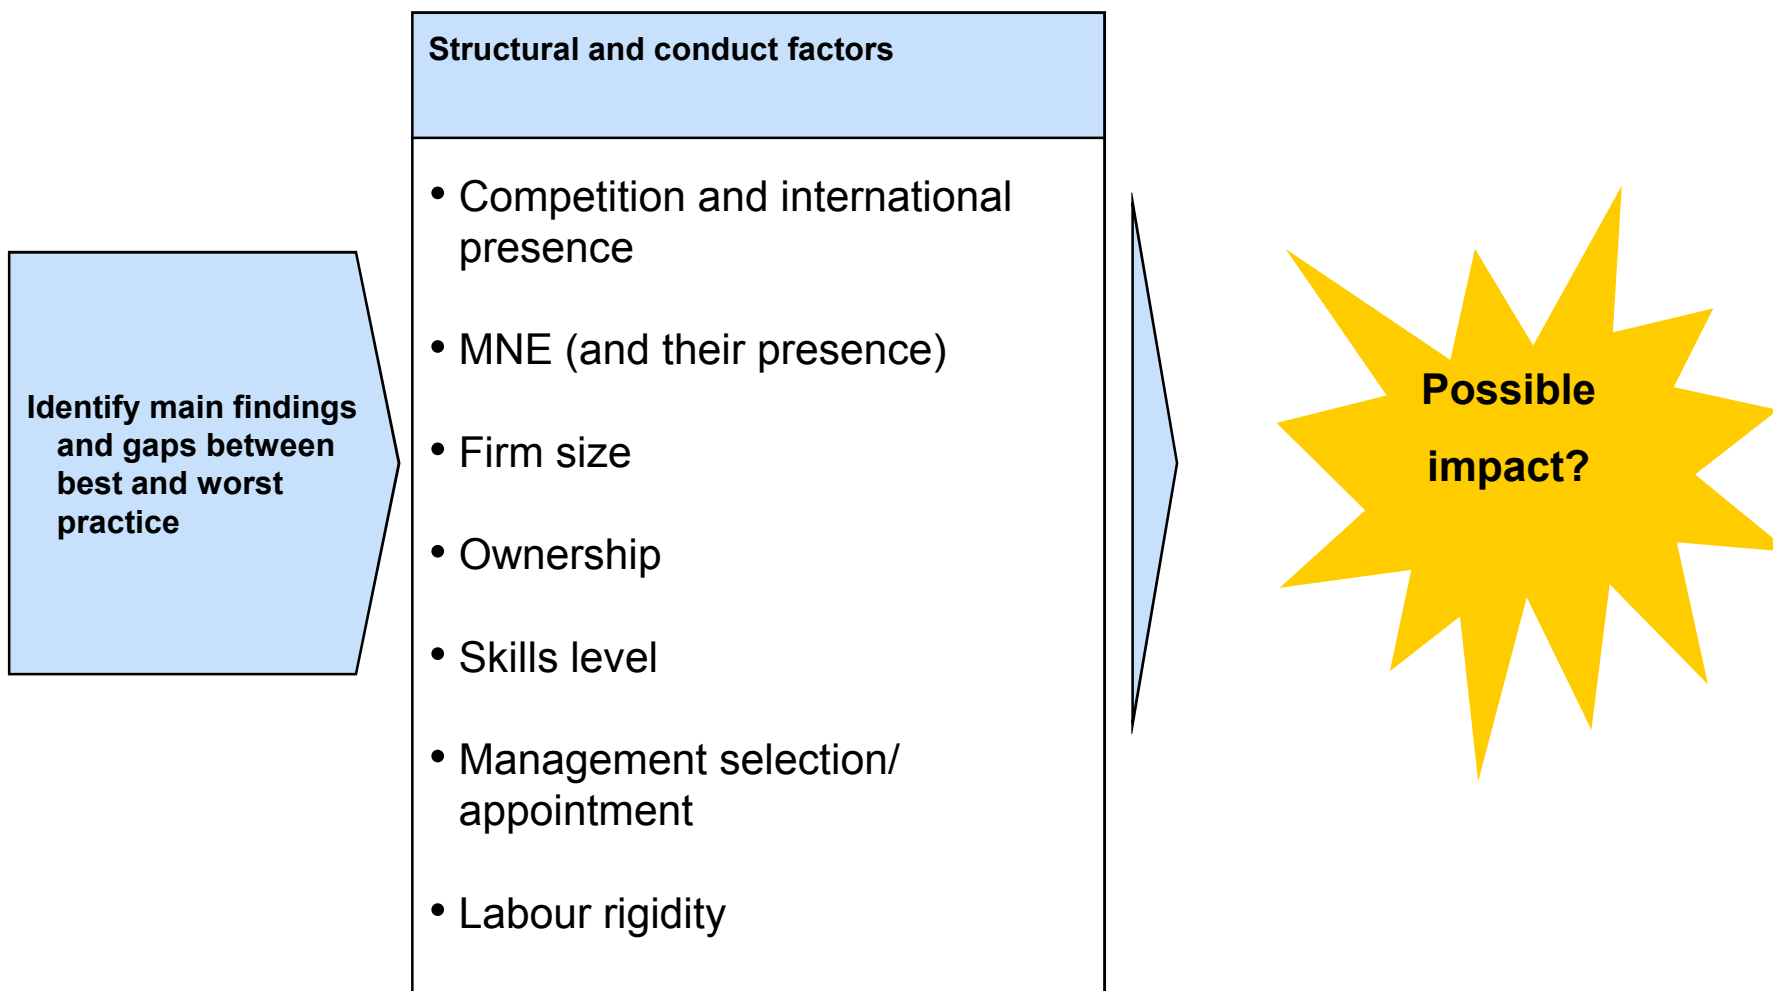 Structural and conduct factors
Identify main findings
and gaps between
best and worst
practice
• Competition and international
presence
• MNE (and their presence)
• Firm size
• Ownership
• Skills level
• Management selection/
appointment
• Labour rigidity
Possible
impact?